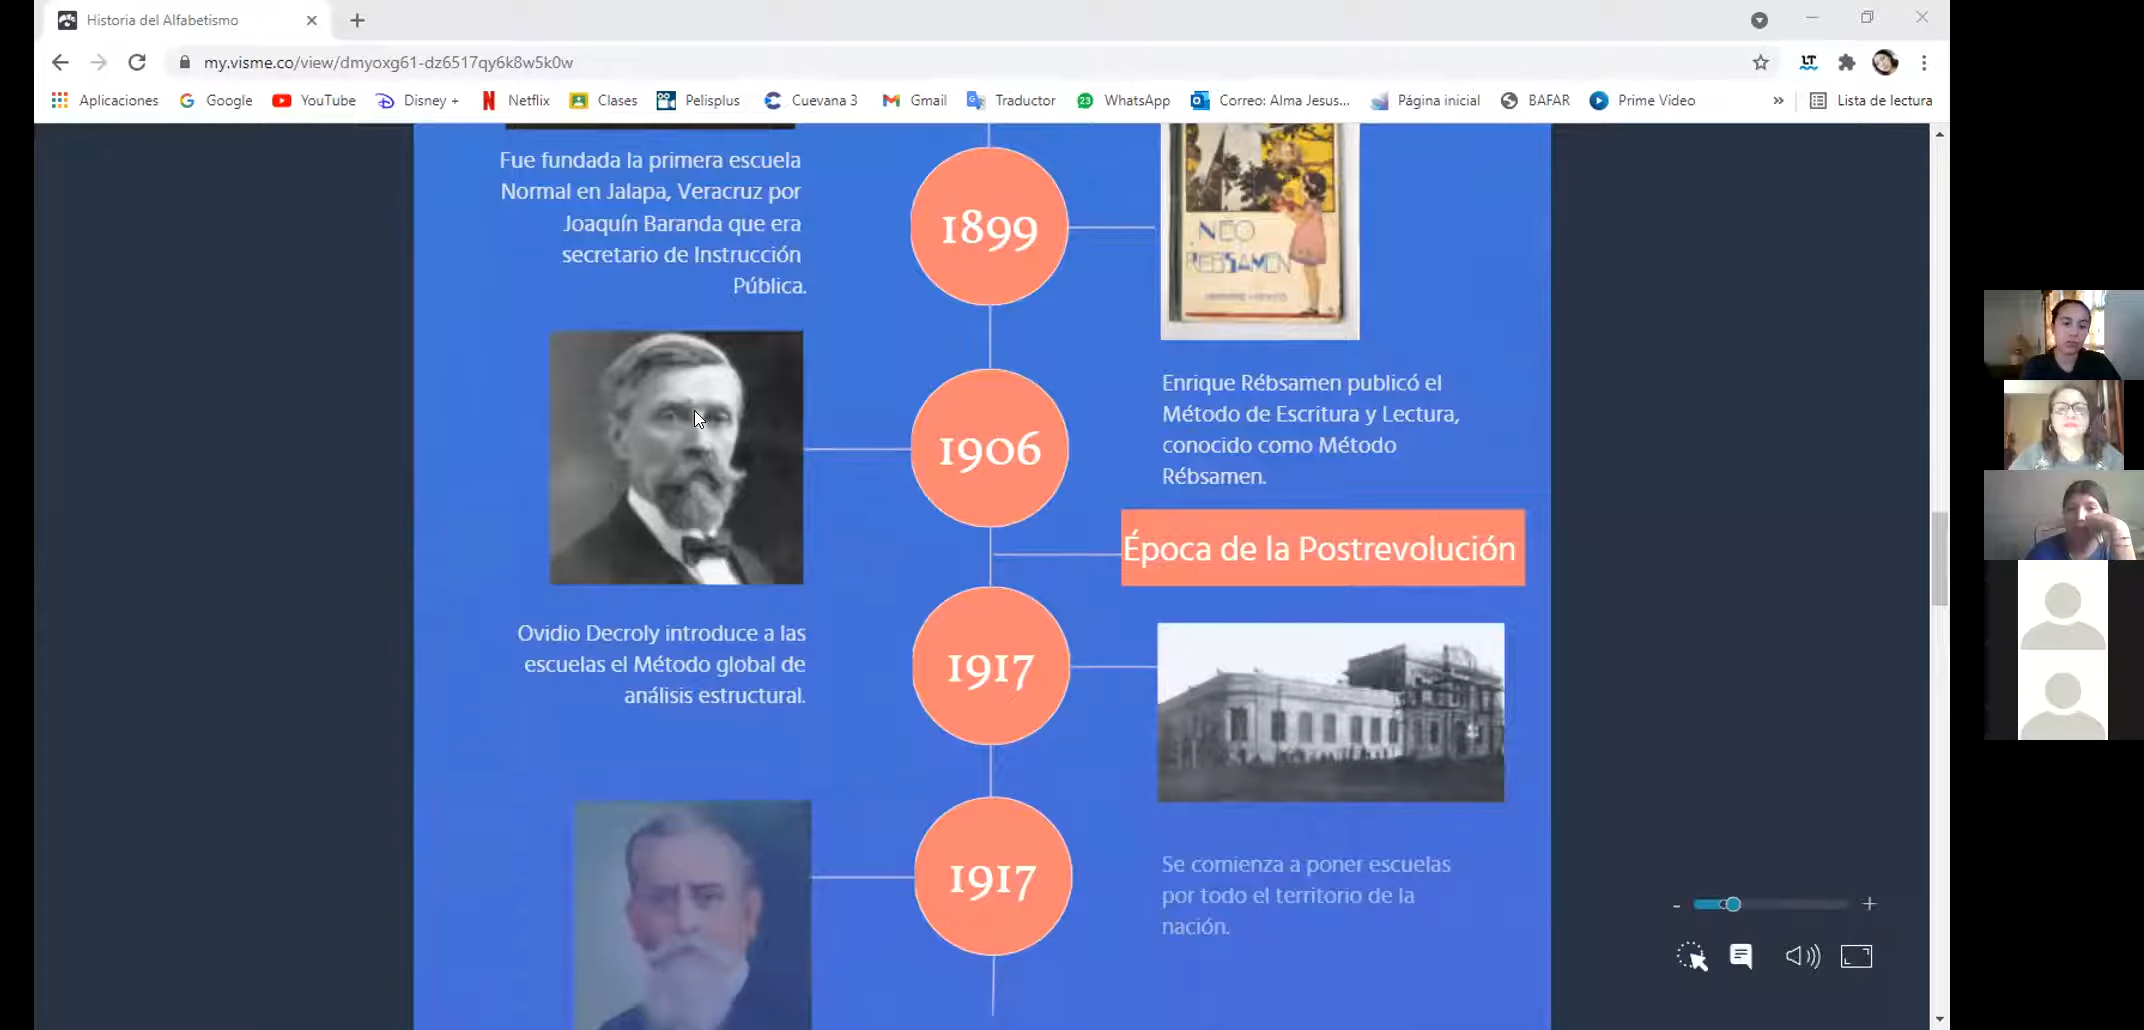 Historia del Alfabetismo
my.visme.co/view/dmyoxg61-dz6517qy6k8w5k0w
Aplicaciones
Google
YouTube
Disney +
Netflix
Clases
Pelisplus
Cuevana 3
Gmail
Traductor
23
WhatsApp
Correo: Alma Jesus...
Página inicial
BAFAR
Prime Video
»
Lista de lectura
Fue fundada la primera escuela
Normal en Jalapa, Veracruz por
Joaquín Baranda que era
secretario de Instrucción
Pública.
1899
NEO
REBSAMEN
1906
Enrique Rébsamen publicó el
Método de Escritura y Lectura,
conocido como Método
Rébsamen.
Época de la Postrevolución
Ovidio Decroly introduce a las
escuelas el Método global de
análisis estructural.
1917
1917
Se comienza a poner escuelas
por todo el territorio de la
nación.
- +